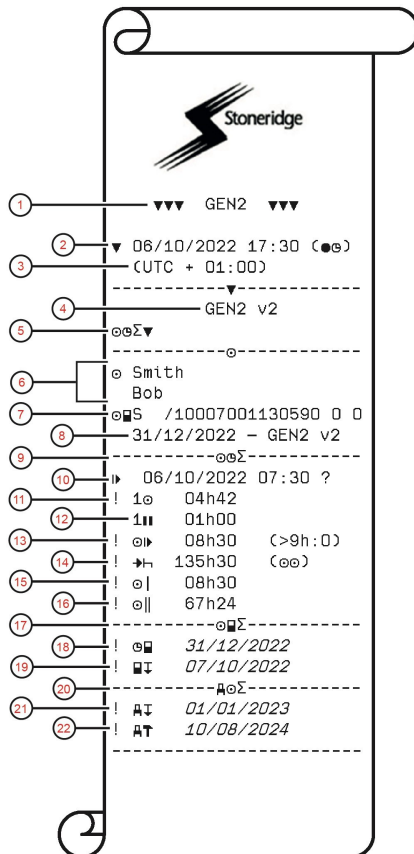 Stoneridge
1 ▼▼▼ GEN2 ▼▼▼
2 ▼ 06/10/2022 17:30 (●◷)
3 (UTC + 01:00)
▼
4 GEN2 v2
5 ⊙◷Σ▼
⊙
6 ⊙ Smith
Bob
7 ⊙■S /10007001130590 0 0
8 31/12/2022 – GEN2 v2
9 ⊙◷Σ
10 06/10/2022 07:30 ?
11 ! 1⊙ 04h42
12 1 01h00
13 ! ⊙ 08h30 (>9h:0)
14 ! 135h30 (⊙⊙)
15 ! ⊙| 08h30
16 ! ⊙‖ 67h24
17 ⊙■Σ
18 ! ◷■ 31/12/2022
19 ! ■ 07/10/2022
20 ⊙Σ
21 ! 01/01/2023
22 ! 10/08/2024